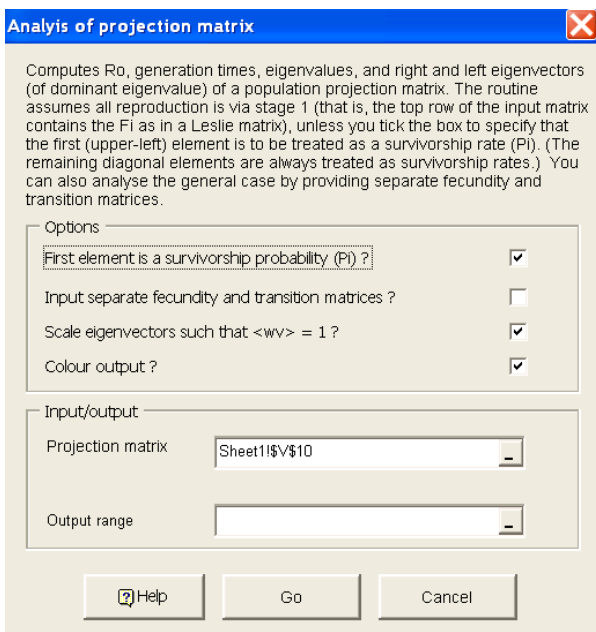 Analyis of projection matrix
Computes Ro, generation times, eigenvalues, and right and left eigenvectors
(of dominant eigenvalue) of a population projection matrix. The routine
assumes all reproduction is via stage 1 (that is, the top row of the input matrix
contains the Fi as in a Leslie matrix), unless you tick the box to specify that
the first (upper-left) element is to be treated as a survivorship rate (Pi). (The
remaining diagonal elements are always treated as survivorship rates.) You
can also analyse the general case by providing separate fecundity and
transition matrices.
Options
First element is a survivorship probability (Pi) ?
Input separate fecundity and transition matrices ?
Scale eigenvectors such that <wv> = 1 ?
Colour output ?
Input/output
Projection matrix Sheet1!$V$10
Output range
Help Go Cancel